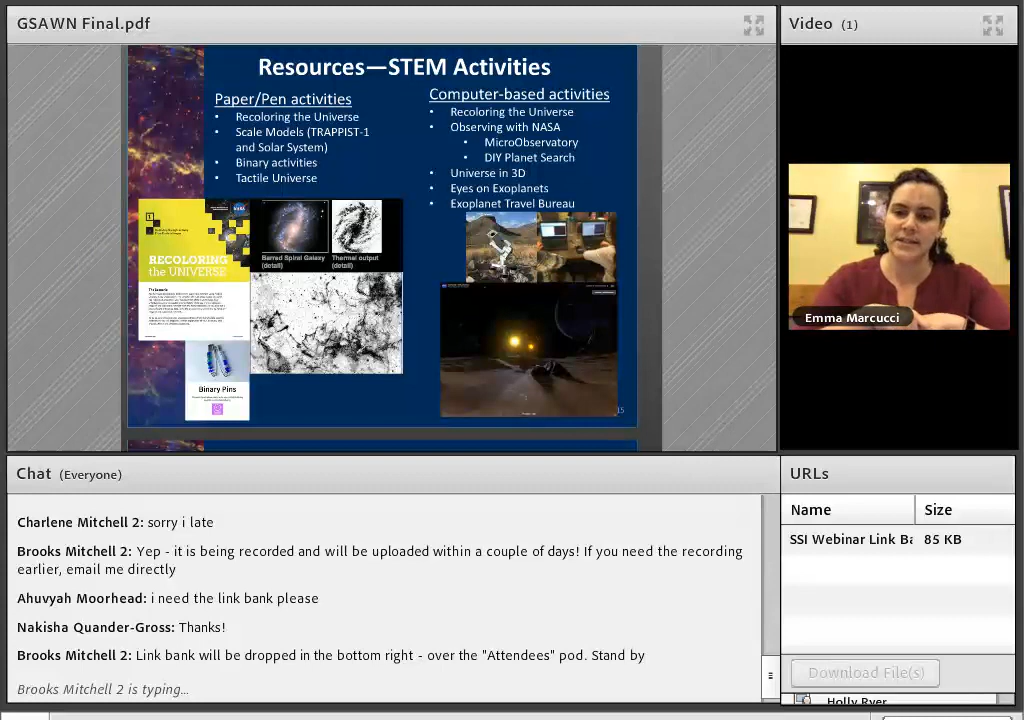 GSAWN Final.pdf
Resources—STEM Activities
Paper/Pen activities
• Recoloring the Universe
• Scale Models (TRAPPIST-1
and Solar System)
• Binary activities
• Tactile Universe
Computer-based activities
• Recoloring the Universe
• Observing with NASA
• MicroObservatory
• DIY Planet Search
• Universe in 3D
• Eyes on Exoplanets
• Exoplanet Travel Bureau
1
RECOLORING
the UNIVERSE
Barred Spiral Galaxy
(detail)
Thermal output
(detail)
Binary Pins
15
Video (1)
Emma Marcucci
Chat (Everyone)
Charlene Mitchell 2: sorry i late
Brooks Mitchell 2: Yep - it is being recorded and will be uploaded within a couple of days! If you need the recording
earlier, email me directly
Ahuvyah Moorhead: i need the link bank please
Nakisha Quander-Gross: Thanks!
Brooks Mitchell 2: Link bank will be dropped in the bottom right - over the "Attendees" pod. Stand by
Brooks Mitchell 2 is typing...
URLs
Name Size
SSI Webinar Link Ba 85 KB
Download File(s)
Holly Ryer